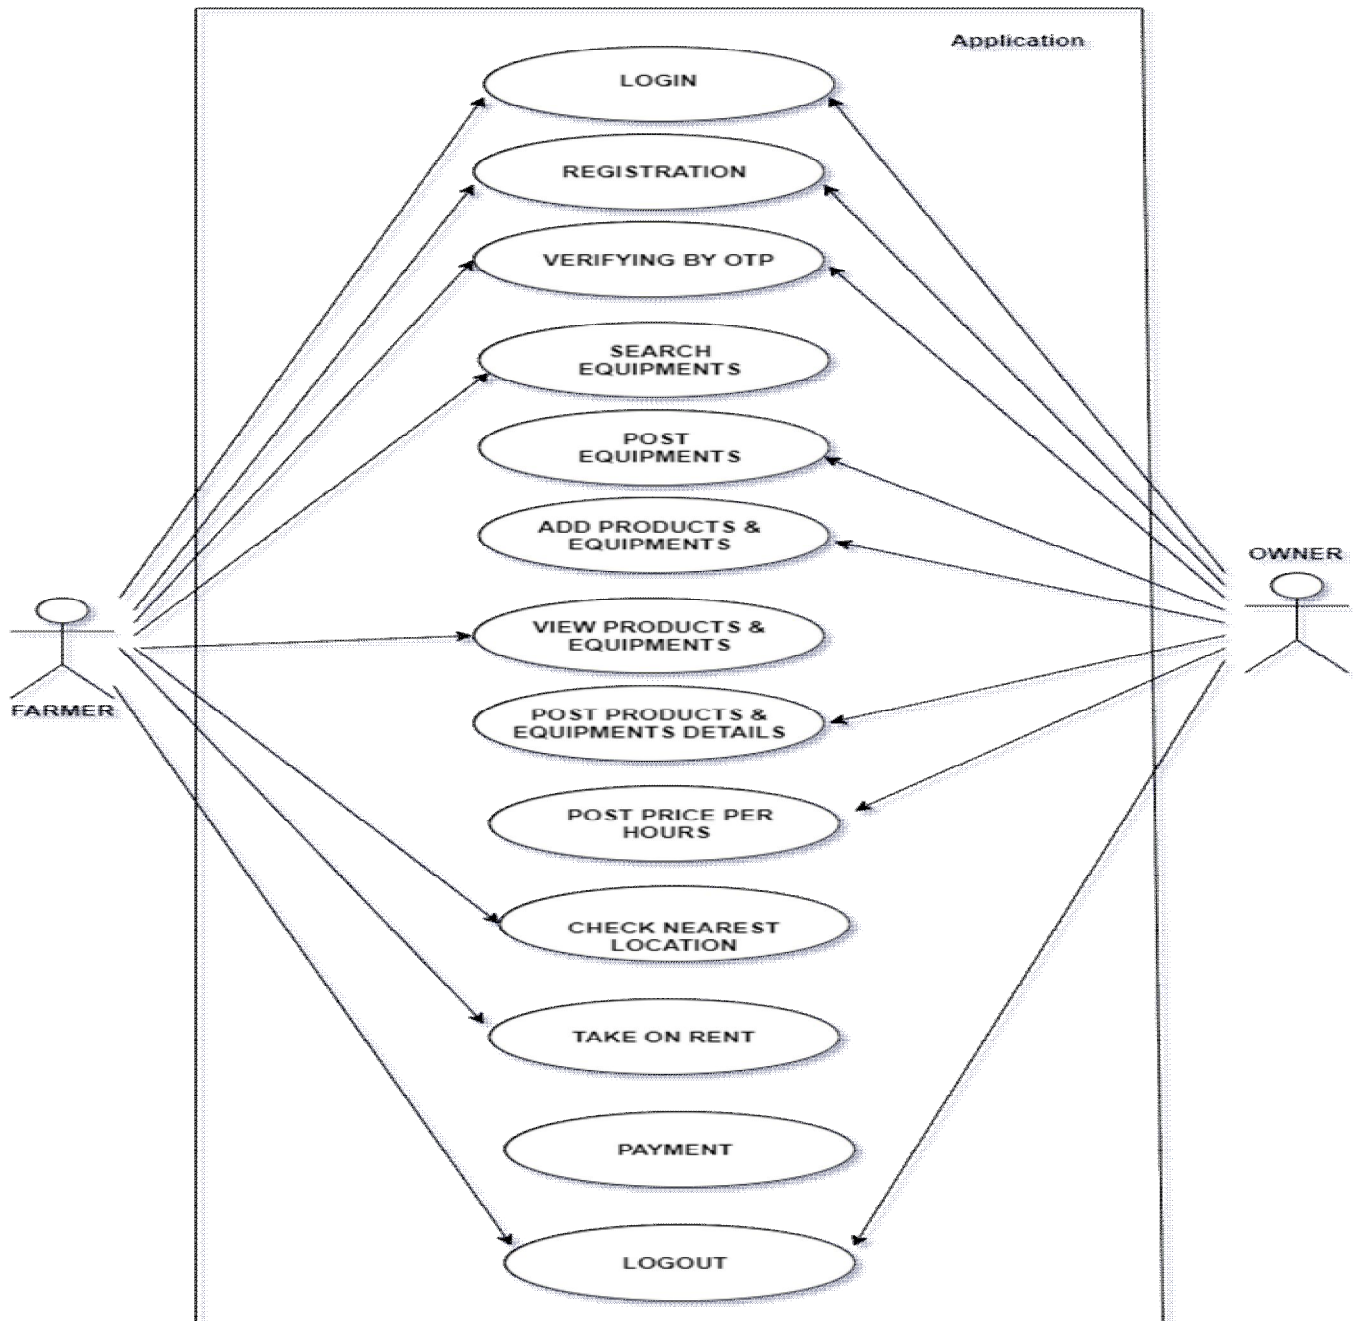 Application
LOGIN
REGISTRATION
VERIFYING BY OTP
SEARCH
EQUIPMENTS
POST
EQUIPMENTS
ADD PRODUCTS &
EQUIPMENTS
OWNER
VIEW PRODUCTS &
EQUIPMENTS
FARMER
POST PRODUCTS &
EQUIPMENTS DETAILS
POST PRICE PER
HOURS
CHECK NEAREST
LOCATION
TAKE ON RENT
PAYMENT
LOGOUT